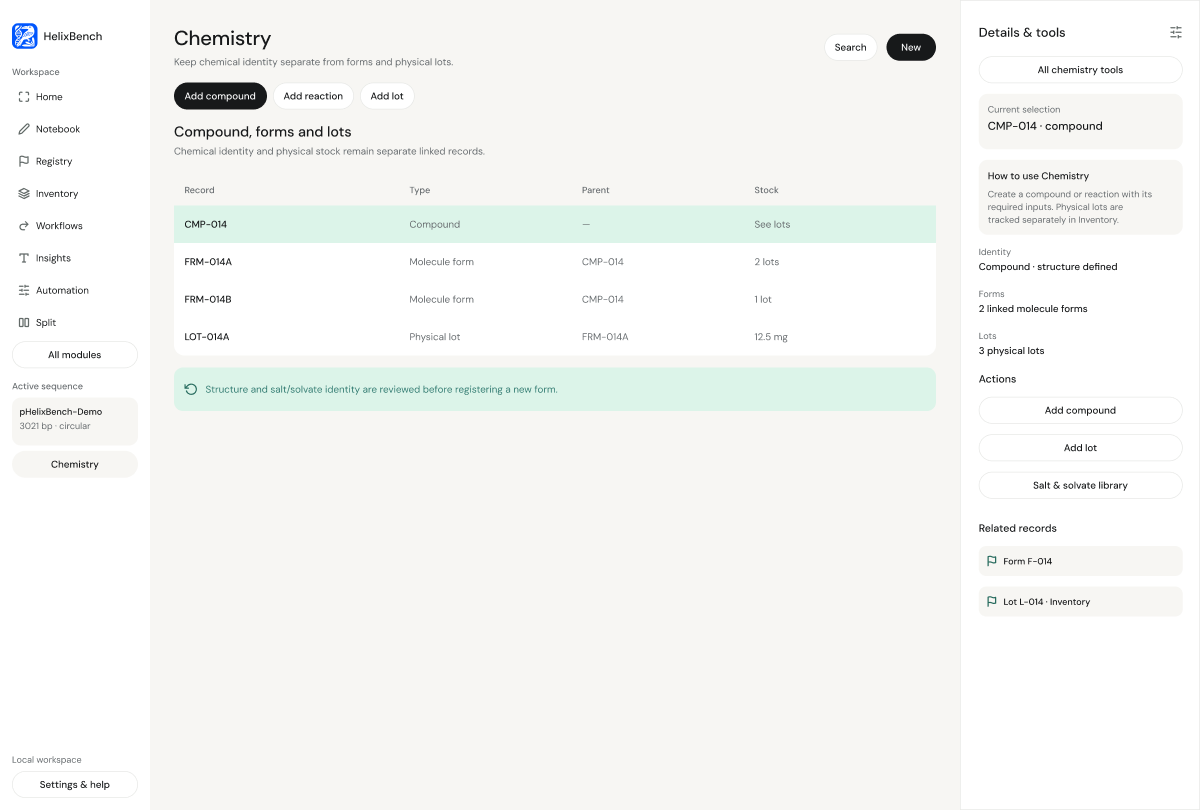 HelixBench
Workspace
Home
Notebook
Registry
Inventory
Workflows
Insights
Automation
Split
All modules
Active sequence
pHelixBench-Demo
3021 bp · circular
Chemistry
Local workspace
Settings & help
Chemistry
Keep chemical identity separate from forms and physical lots.
Search
New
Add compound
Add reaction
Add lot
Compound, forms and lots
Chemical identity and physical stock remain separate linked records.
Record Type Parent Stock
CMP-014 Compound — See lots
FRM-014A Molecule form CMP-014 2 lots
FRM-014B Molecule form CMP-014 1 lot
LOT-014A Physical lot FRM-014A 12.5 mg
Structure and salt/solvate identity are reviewed before registering a new form.
Details & tools
All chemistry tools
Current selection
CMP-014 · compound
How to use Chemistry
Create a compound or reaction with its
required inputs. Physical lots are
tracked separately in Inventory.
Identity
Compound · structure defined
Forms
2 linked molecule forms
Lots
3 physical lots
Actions
Add compound
Add lot
Salt & solvate library
Related records
Form F-014
Lot L-014 · Inventory